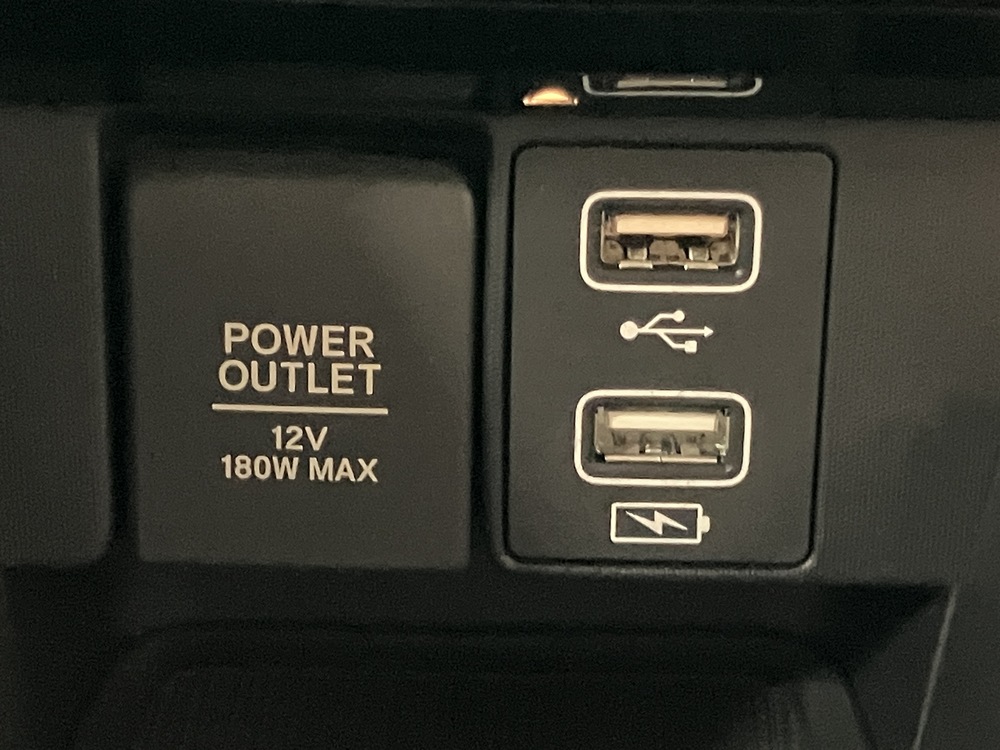 POWER
OUTLET
12V
180W MAX